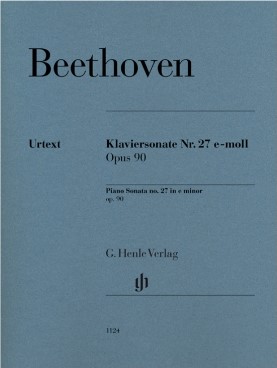 Beethoven
Urtext
Klaviersonate Nr. 27 e-moll
Opus 90
Piano Sonata no. 27 in e minor
op. 90
G. Henle Verlag
1124